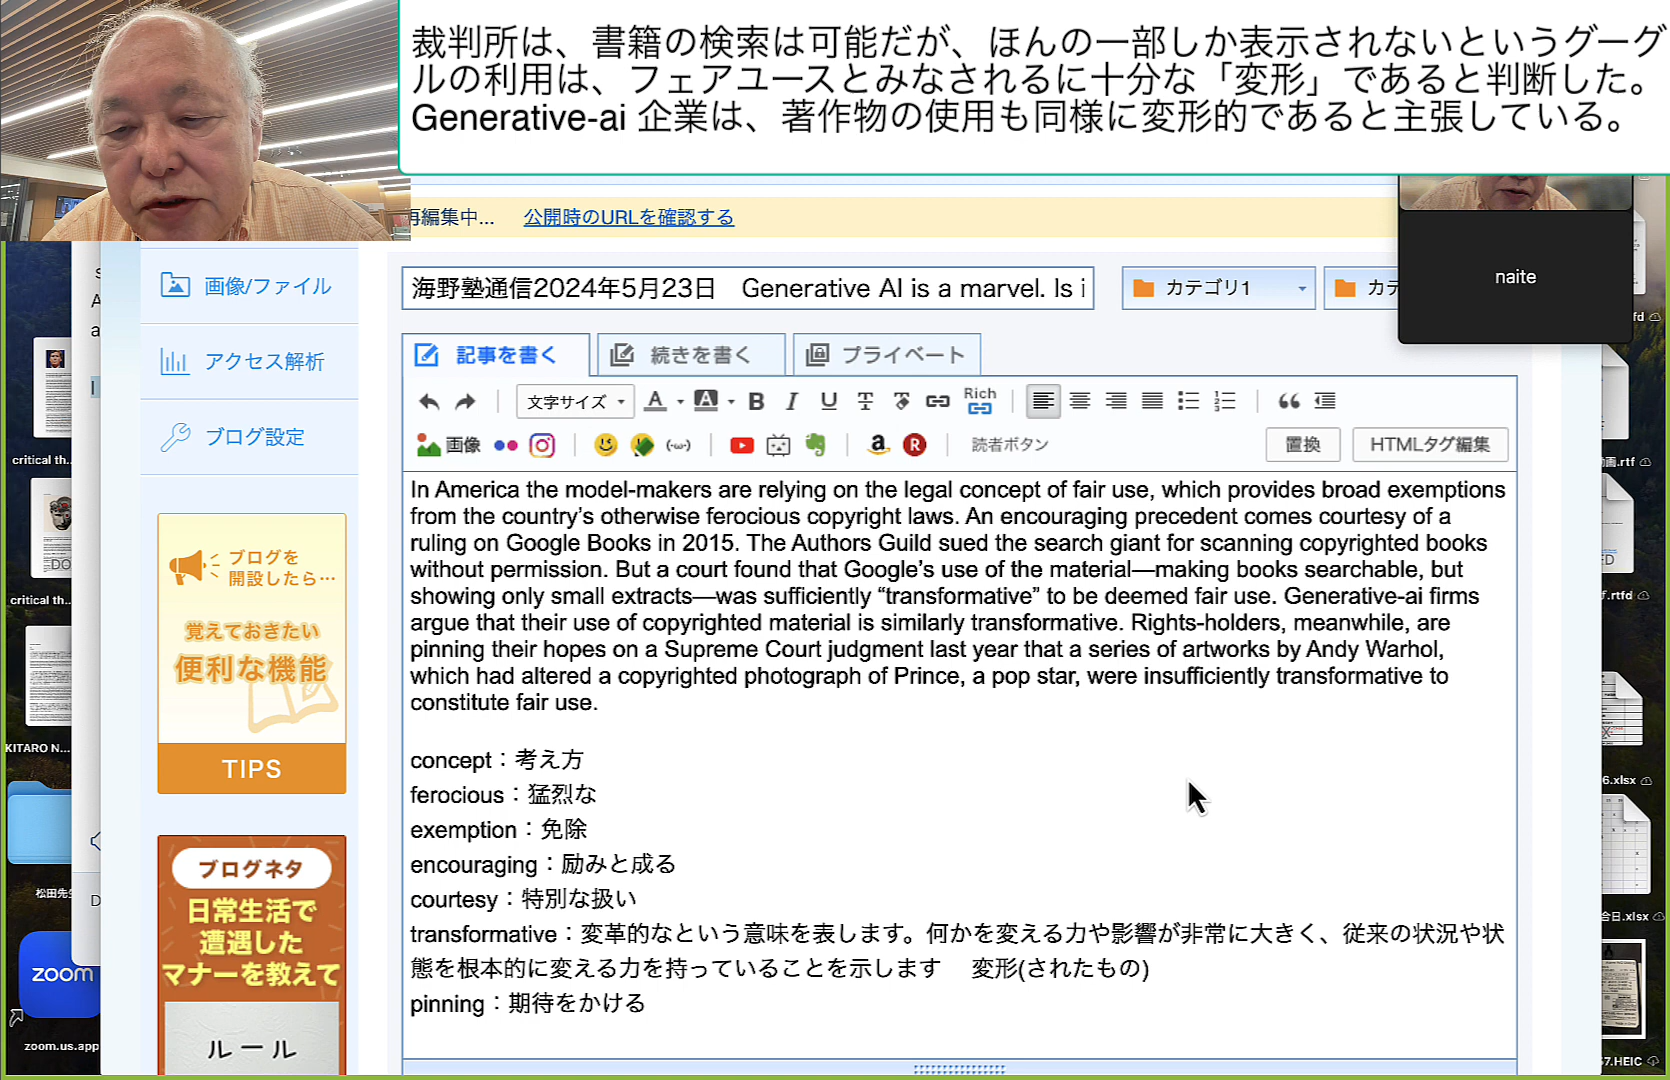 裁判所は、書籍の検索は可能だが、ほんの一部しか表示されないというグーグ
ルの利用は、フェアユースとみなされるに十分な「変形」であると判断した。
Generative-ai 企業は、著作物の使用も同様に変形的であると主張している。
再編集中... 公開時のURLを確認する
naite
画像/ファイル
アクセス解析
ブログ設定
海野塾通信2024年5月23日 Generative AI is a marvel. Is i
カテゴリ1
カテ
記事を書く 続きを書く プライベート
文字サイズ A A B I U T Rich
画像 読者ボタン 置換 HTMLタグ編集
In America the model-makers are relying on the legal concept of fair use, which provides broad exemptions
from the country's otherwise ferocious copyright laws. An encouraging precedent comes courtesy of a
ruling on Google Books in 2015. The Authors Guild sued the search giant for scanning copyrighted books
without permission. But a court found that Google's use of the material—making books searchable, but
showing only small extracts—was sufficiently “transformative” to be deemed fair use. Generative-ai firms
argue that their use of copyrighted material is similarly transformative. Rights-holders, meanwhile, are
pinning their hopes on a Supreme Court judgment last year that a series of artworks by Andy Warhol,
which had altered a copyrighted photograph of Prince, a pop star, were insufficiently transformative to
constitute fair use.
concept：考え方
ferocious：猛烈な
exemption：免除
encouraging：励みと成る
courtesy：特別な扱い
transformative：変革的なという意味を表します。何かを変える力や影響が非常に大きく、従来の状況や状
態を根本的に変える力を持っていることを示します 変形(されたもの)
pinning：期待をかける
ブログを
開設したら…
覚えておきたい
便利な機能
TIPS
ブログネタ
日常生活で
遭遇した
マナーを教えて
ルール
critical th...
critical th...
KITARO N...
松田先
zoom
zoom.us.app
fd
画.rtf
f.rtfd
6.xlsx
合日.xlsx
57.HEIC